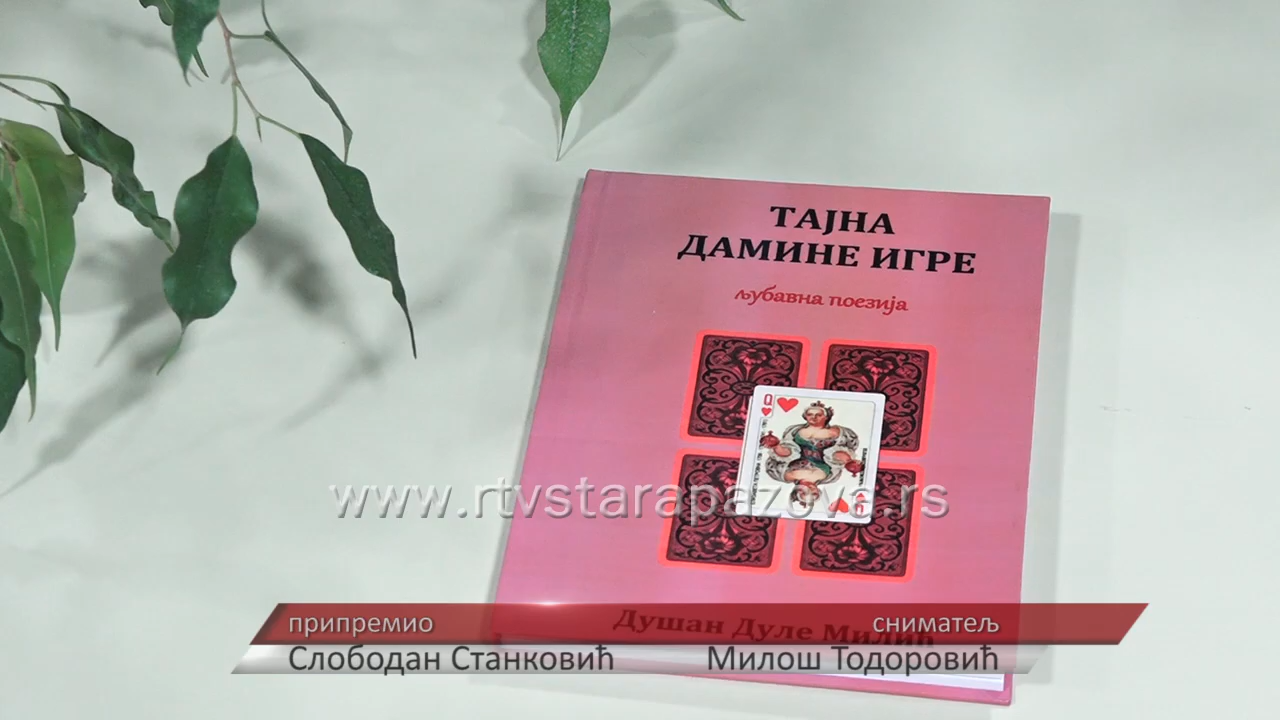 ТАЈНА
ДАМИНЕ ИГРЕ
љубавна поезија
Q
www.rtvstarapazova.rs
Душан Дуле Милић
припремио сниматељ
Слободан Станковић Милош Тодоровић